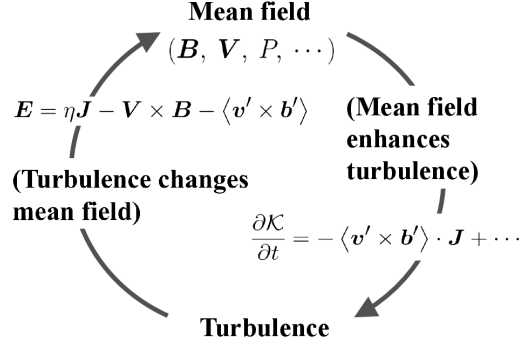 Mean field
(B, V, P, ⋯)
E = ηJ − V × B − ⟨v′ × b′⟩
(Mean field
enhances
turbulence)
(Turbulence changes
mean field)
∂𝒦/∂t = − ⟨v′ × b′⟩ · J + ⋯
Turbulence